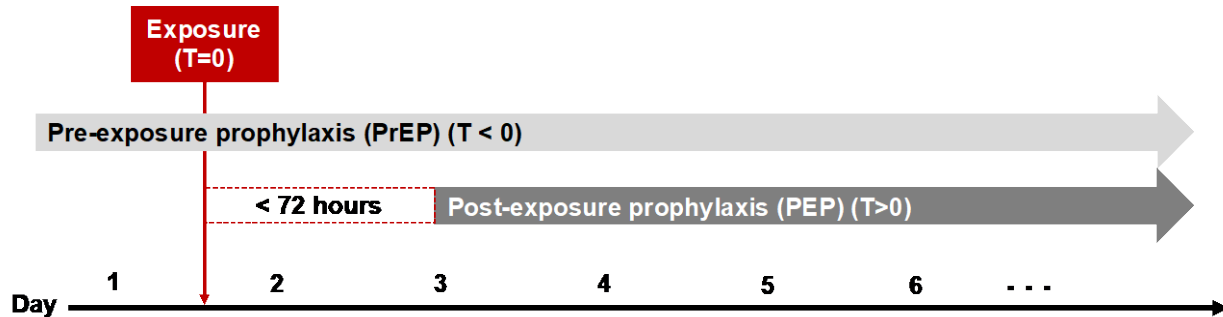 Exposure
(T=0)
Pre-exposure prophylaxis (PrEP) (T < 0)
< 72 hours
Post-exposure prophylaxis (PEP) (T>0)
1 2 3 4 5 6 - - -
Day